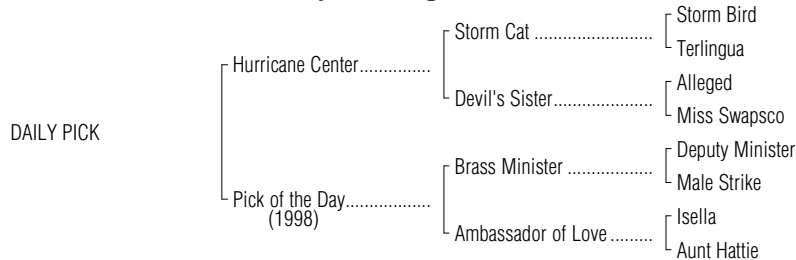 Storm Bird
Storm Cat .........................
Terlingua
Hurricane Center...............
Alleged
Devil's Sister.....................
Miss Swapsco
DAILY PICK
Deputy Minister
Brass Minister ..................
Male Strike
Pick of the Day..................
(1998)
Isella
Ambassador of Love .........
Aunt Hattie